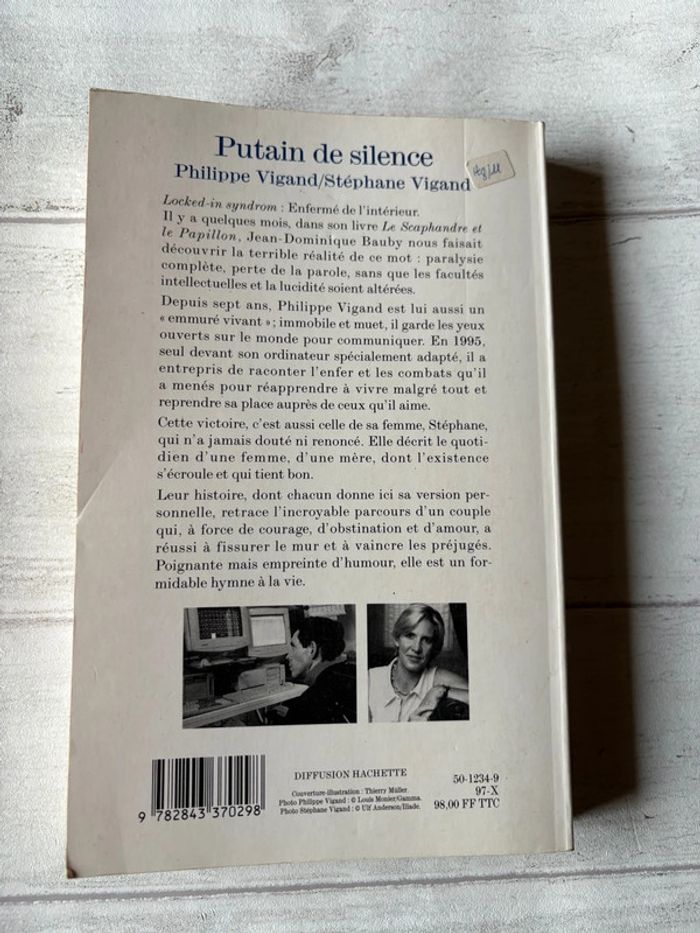 Putain de silence
Philippe Vigand/Stéphane Vigand
Locked-in syndrom : Enfermé de l'intérieur.
Il y a quelques mois, dans son livre Le Scaphandre et
le Papillon, Jean-Dominique Bauby nous faisait
découvrir la terrible réalité de ce mot : paralysie
complète, perte de la parole, sans que les facultés
intellectuelles et la lucidité soient altérées.
Depuis sept ans, Philippe Vigand est lui aussi un
« emmuré vivant » ; immobile et muet, il garde les yeux
ouverts sur le monde pour communiquer. En 1995,
seul devant son ordinateur spécialement adapté, il a
entrepris de raconter l'enfer et les combats qu'il
a menés pour réapprendre à vivre malgré tout et
reprendre sa place auprès de ceux qu'il aime.
Cette victoire, c'est aussi celle de sa femme, Stéphane,
qui n'a jamais douté ni renoncé. Elle décrit le quoti-
dien d'une femme, d'une mère, dont l'existence
s'écroule et qui tient bon.
Leur histoire, dont chacun donne ici sa version per-
sonnelle, retrace l'incroyable parcours d'un couple
qui, à force de courage, d'obstination et d'amour, a
réussi à fissurer le mur et à vaincre les préjugés.
Poignante mais empreinte d'humour, elle est un for-
midable hymne à la vie.
DIFFUSION HACHETTE
Couverture-illustration : Thierry Müller.
Photo Philippe Vigand : © Louis Monier/Gamma.
Photo Stéphane Vigand : © Ulf Anderson/Iliade.
50-1234-9
97-X
98,00 FF TTC
9 782843 370298